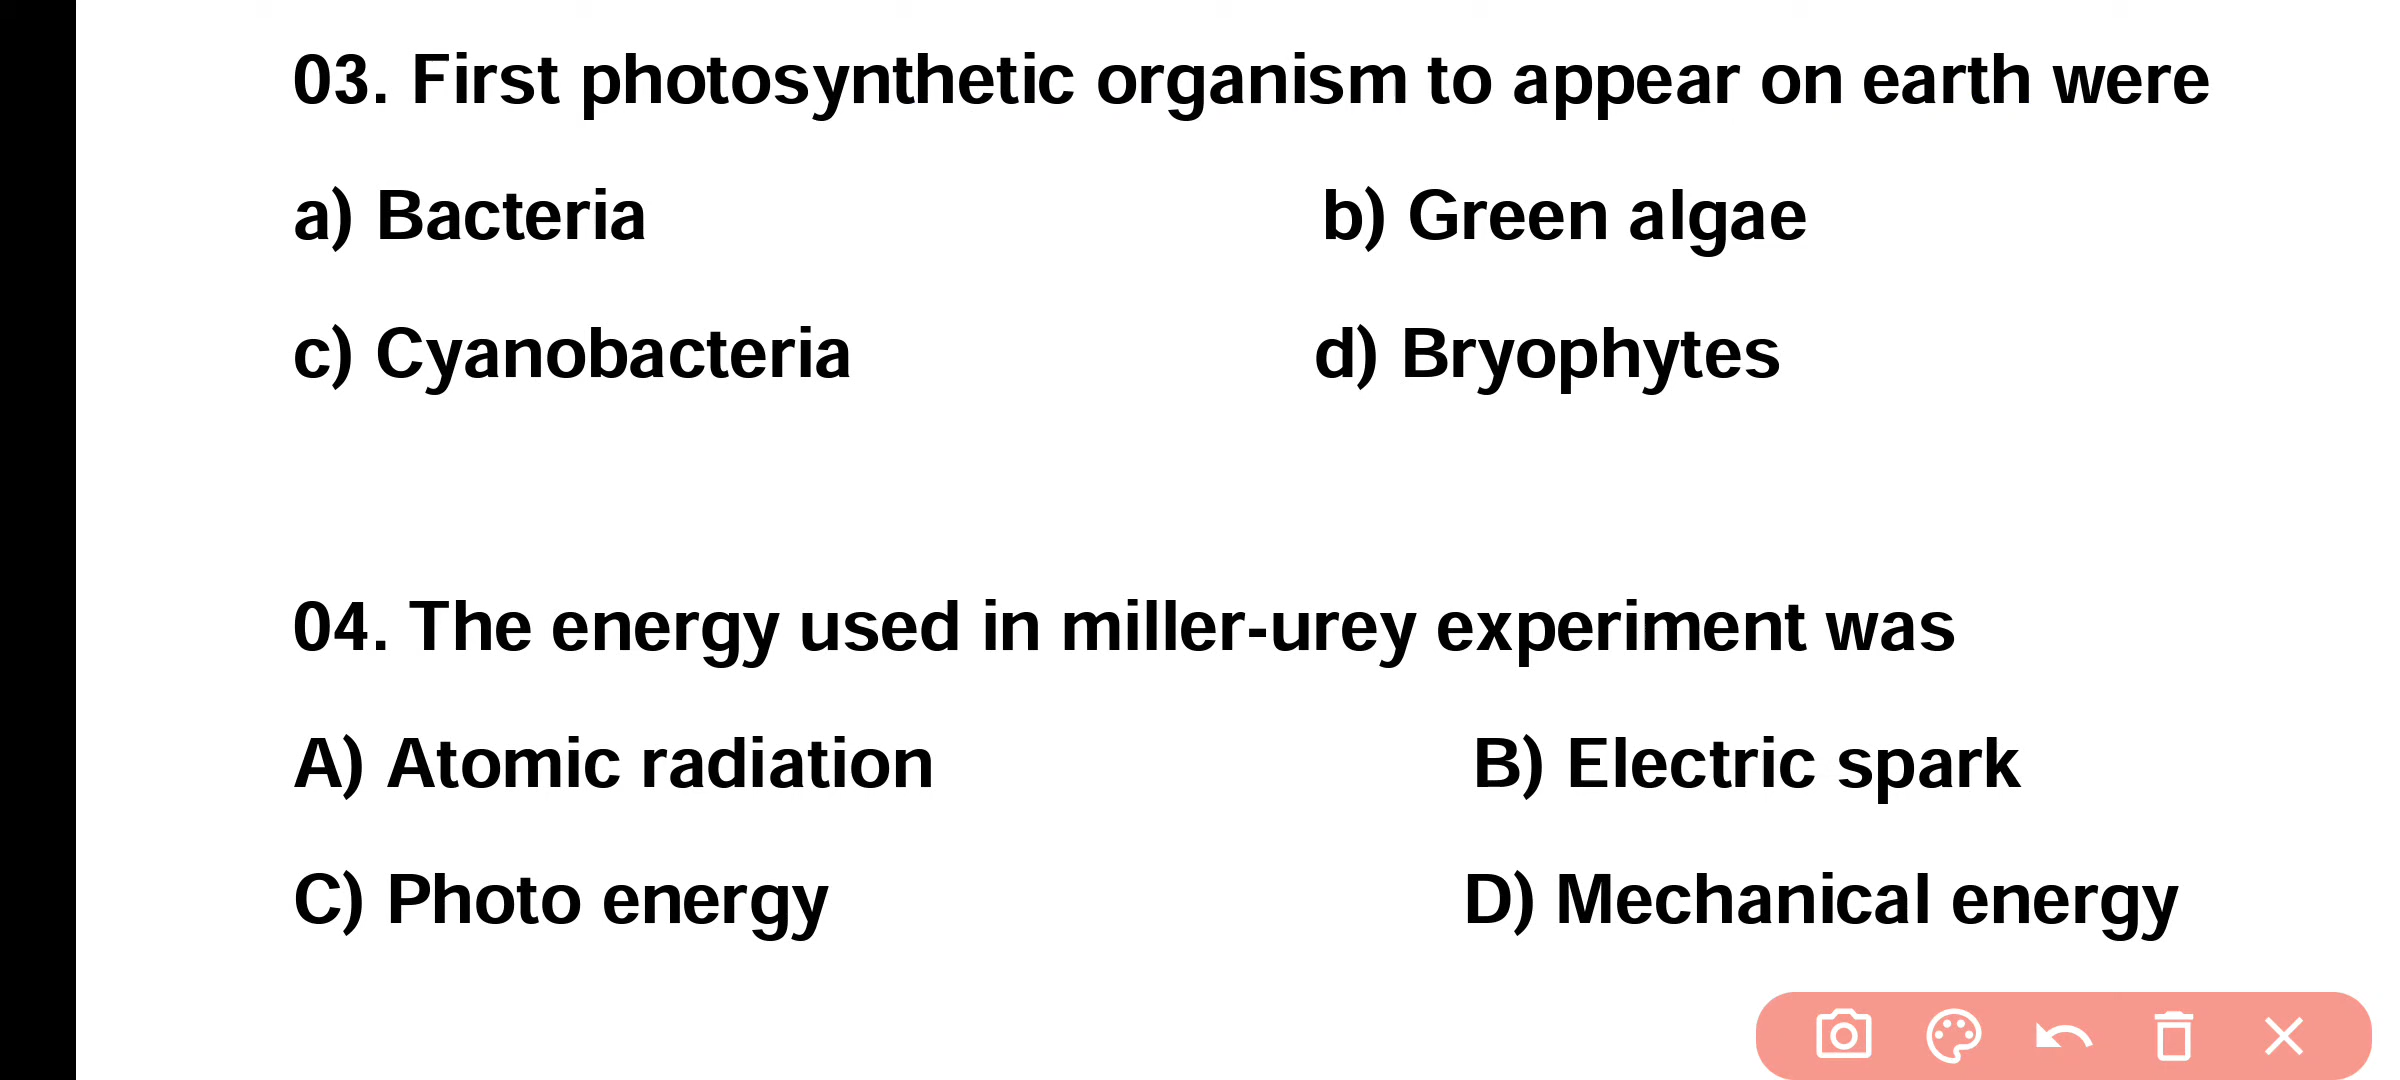 03. First photosynthetic organism to appear on earth were
a) Bacteria b) Green algae
c) Cyanobacteria d) Bryophytes
04. The energy used in miller-urey experiment was
A) Atomic radiation B) Electric spark
C) Photo energy D) Mechanical energy